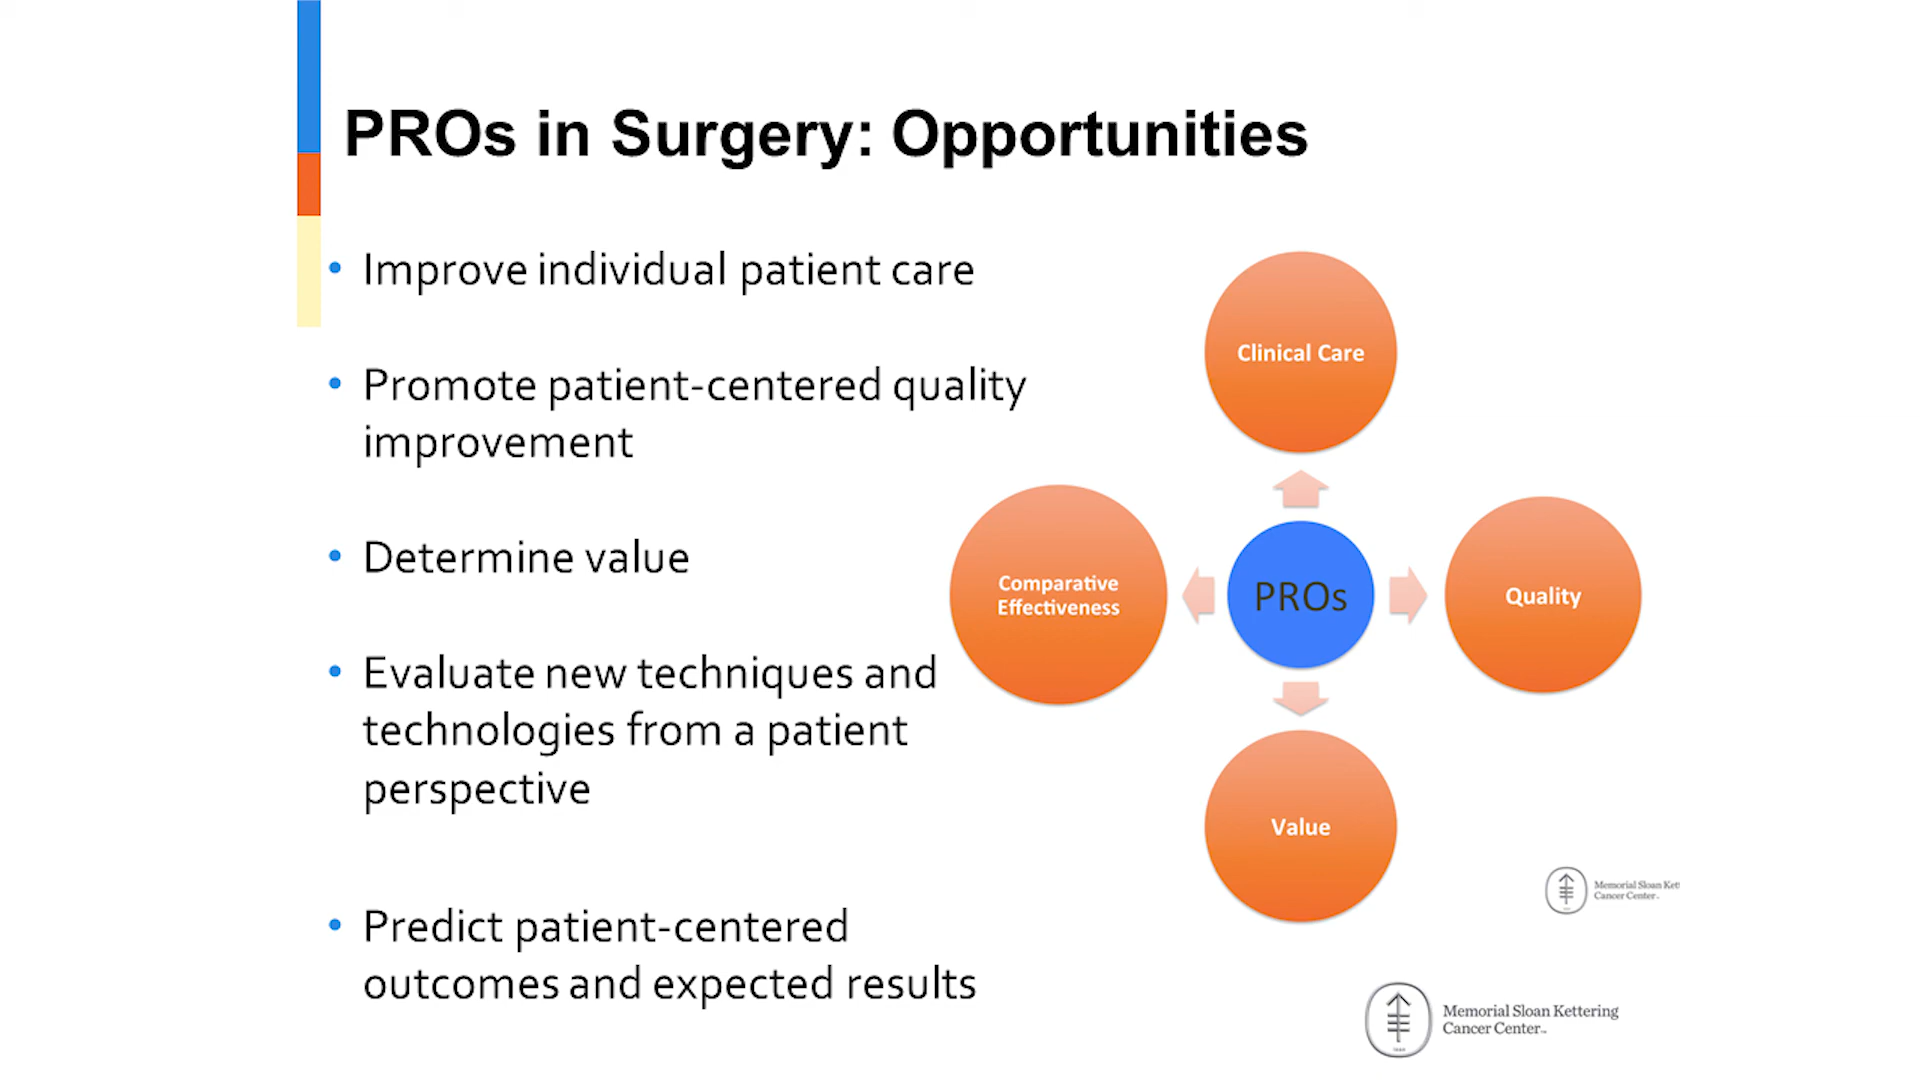 PROs in Surgery: Opportunities
• Improve individual patient care
• Promote patient-centered quality
improvement
• Determine value
• Evaluate new techniques and
technologies from a patient
perspective
• Predict patient-centered
outcomes and expected results
Clinical Care
Comparative
Effectiveness
PROs
Quality
Value
Memorial Sloan Ket
Cancer Center
Memorial Sloan Kettering
Cancer Center™